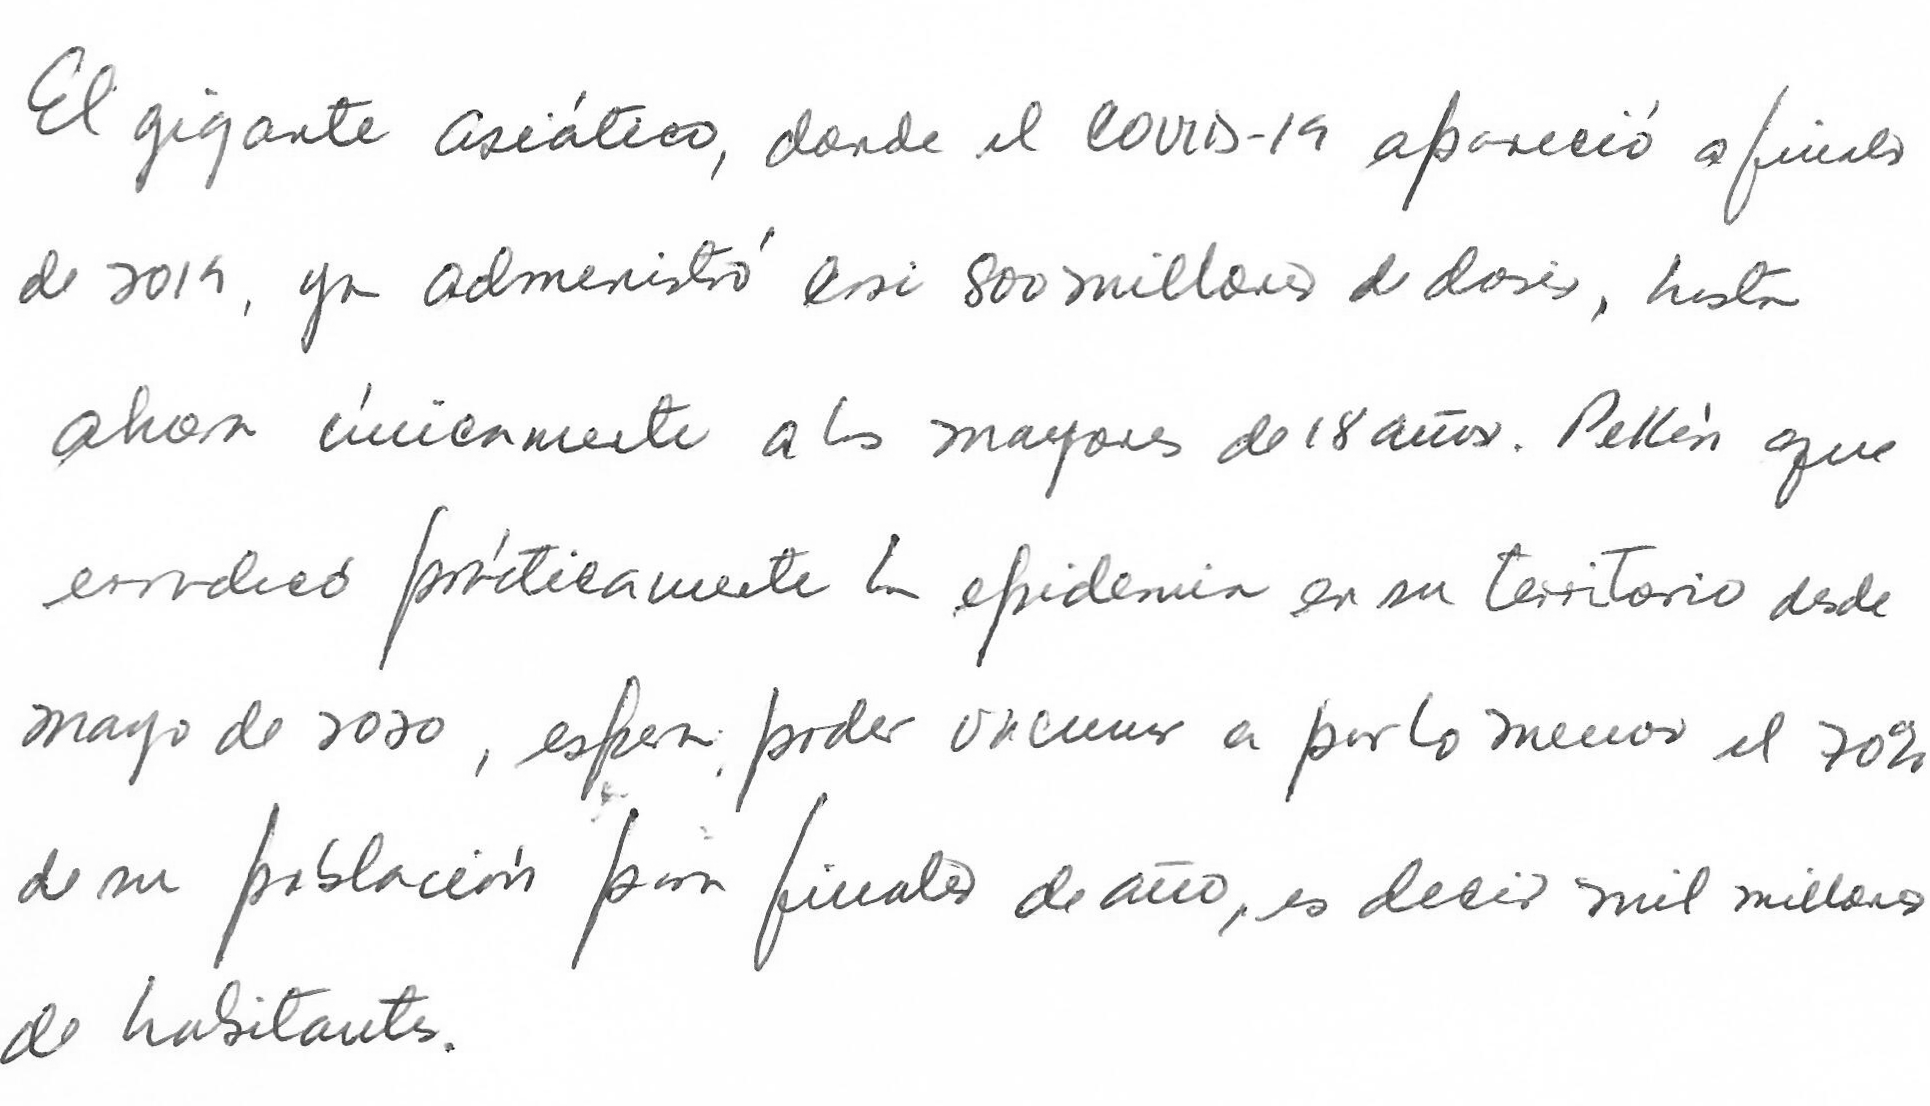 El gigante asiático, donde el COVID-19 apareció a finales
de 2019, ya administró casi 800 millones de dosis, hasta
ahora únicamente a los mayores de 18 años. Pekín que
erradicó prácticamente la epidemia en su territorio desde
mayo de 2020, espera, poder vacunar a por lo menos el 70%
de su población para finales de año, es decir mil millones
de habitantes.